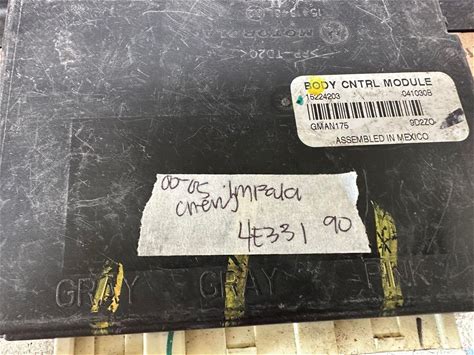 MOTOROLA
BODY CNTRL MODULE
15224203 041030B
GMAN175 9D2ZO
ASSEMBLED IN MEXICO
00-05 impala
chevy
4E331 90
GRAY GRAY PINK